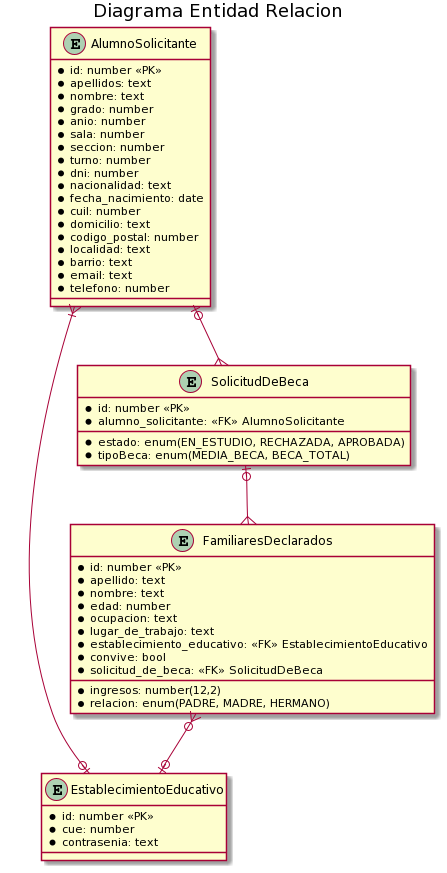 Diagrama Entidad Relacion
E AlumnoSolicitante
id: number «PK»
apellidos: text
nombre: text
grado: number
anio: number
sala: number
seccion: number
turno: number
dni: number
nacionalidad: text
fecha_nacimiento: date
cuil: number
domicilio: text
codigo_postal: number
localidad: text
barrio: text
email: text
telefono: number
E SolicitudDeBeca
id: number «PK»
alumno_solicitante: «FK» AlumnoSolicitante
estado: enum(EN_ESTUDIO, RECHAZADA, APROBADA)
tipoBeca: enum(MEDIA_BECA, BECA_TOTAL)
E FamiliaresDeclarados
id: number «PK»
apellido: text
nombre: text
edad: number
ocupacion: text
lugar_de_trabajo: text
establecimiento_educativo: «FK» EstablecimientoEducativo
convive: bool
solicitud_de_beca: «FK» SolicitudDeBeca
ingresos: number(12,2)
relacion: enum(PADRE, MADRE, HERMANO)
E EstablecimientoEducativo
id: number «PK»
cue: number
contrasenia: text